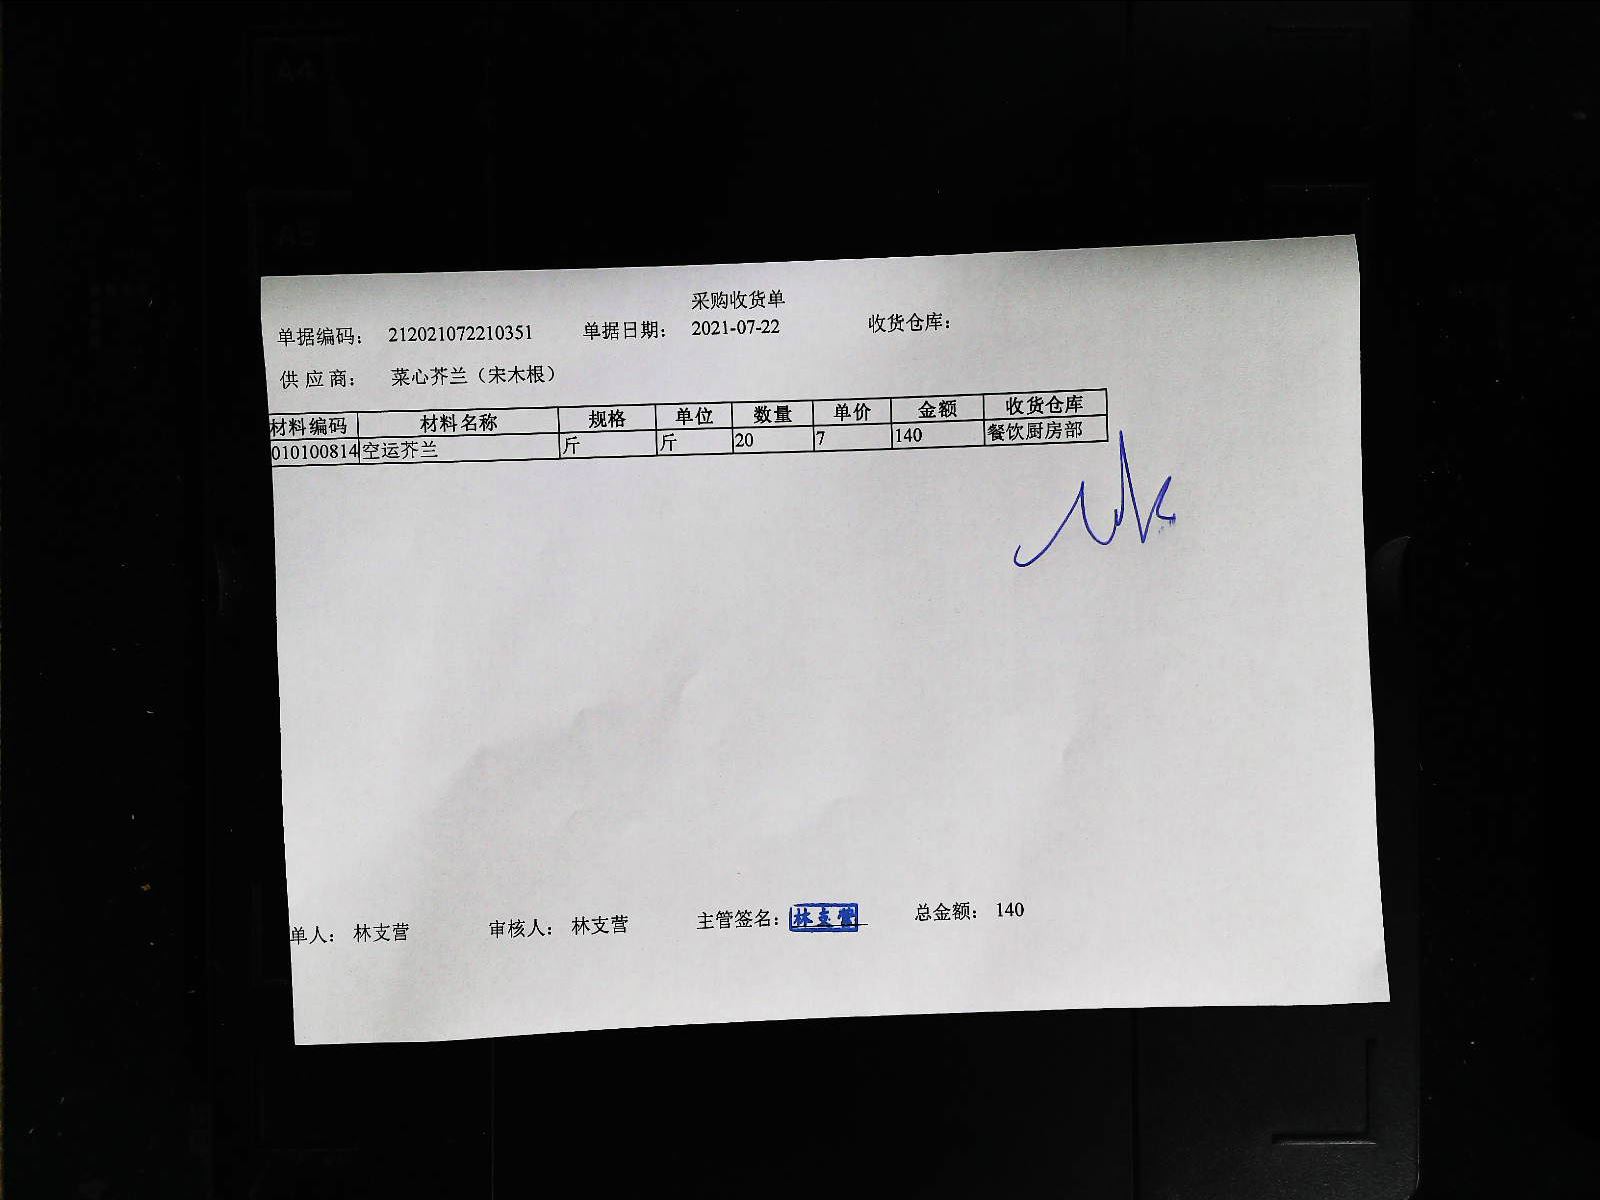 采购收货单
单据编码： 212021072210351 单据日期： 2021-07-22 收货仓库：
供 应 商： 菜心芥兰（宋木根）
材料编码 材料名称 规格 单位 数量 单价 金额 收货仓库
010100814 空运芥兰 斤 斤 20 7 140 餐饮厨房部
单人： 林支营 审核人： 林支营 主管签名： 林支营 总金额： 140